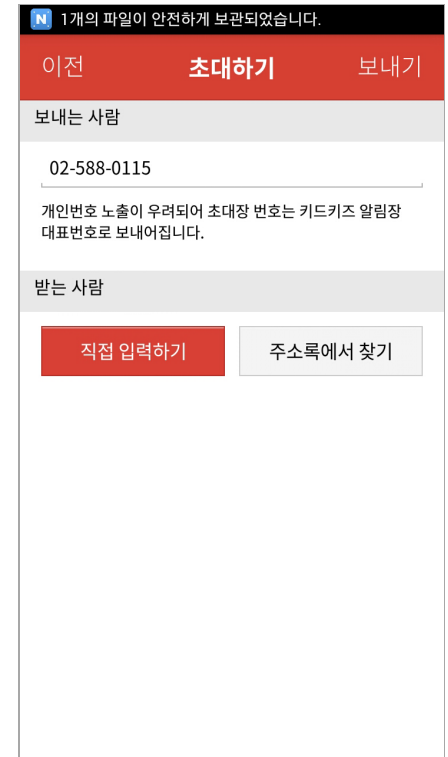 N 1개의 파일이 안전하게 보관되었습니다.
이전 초대하기 보내기
보내는 사람
02-588-0115
개인번호 노출이 우려되어 초대장 번호는 키드키즈 알림장
대표번호로 보내어집니다.
받는 사람
직접 입력하기 주소록에서 찾기